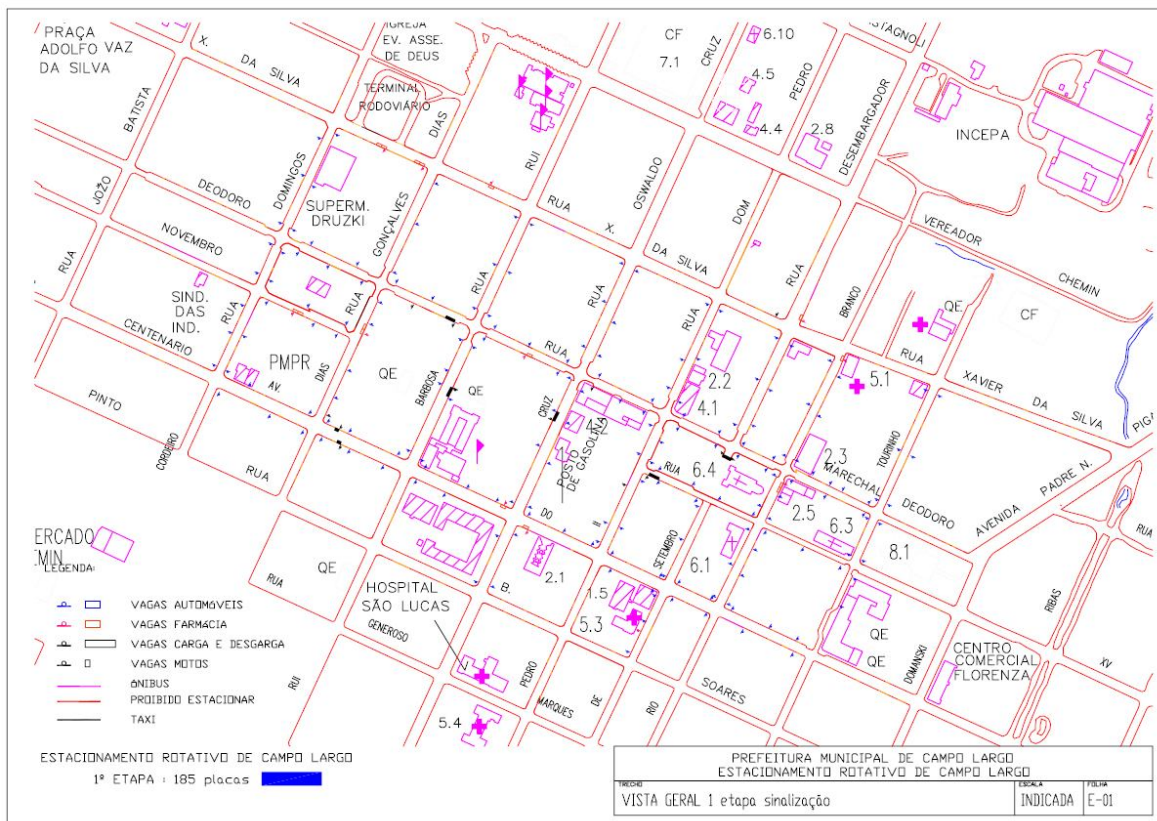 PRAÇA
ADOLFO VAZ
DA SILVA
X.
DA SILVA
IGREJA
EV. ASSE.
DE DEUS
TERMINAL
RODOVIÁRIO
DIAS
CF
7.1
CRUZ
6.10
4.5
4.4
PEDRO
2.8
DESEMBARGADOR
INCEPA
BATISTA
JOZO
DEODORO
DOMINGOS
SUPERM.
DRUZKI
GONÇALVES
RUI
RUA
X.
OSWALDO
DA SILVA
DOM
RUA
BRANCO
VEREADOR
CHEMIN
NOVEMBRO
RUA
SIND.
DAS
IND.
RUA
RUA
RUA
RUA
RUA
QE.
CF
RUA
XAVIER
DA SILVA
CENTENARIO
PMPR
AV.
DIAS
QE
BARBOSA
QE
CRUZ
POSTO
DE GASOLINA
2.2
4.1
5.1
PINTO
CORDEIRO
RUA
RUA
6.4
2.3
MARECHAL
TOURINHO
DEODORO
AVENIDA
PADRE N.
RUA
DO
SETEMBRO
2.5
6.3
8.1
6.1
QE
RUA
B.
2.1
1.5
5.3
HOSPITAL
SÃO LUCAS
GENEROSO
RUI
PEDRO
MARQUES
DE
RIO
SOARES
QE
QE
DOMANSKI
CENTRO
COMERCIAL
FLORENZA
RIBAS
XV
5.4
ERCADO
MIN.
LEGENDA:
VAGAS AUTOMÓVEIS
VAGAS FARMÁCIA
VAGAS CARGA E DESGARGA
VAGAS MOTOS
ÔNIBUS
PROIBIDO ESTACIONAR
TAXI
ESTACIONAMENTO ROTATIVO DE CAMPO LARGO
1ª ETAPA : 185 placas
PREFEITURA MUNICIPAL DE CAMPO LARGO
ESTACIONAMENTO ROTATIVO DE CAMPO LARGO
TRECHO
VISTA GERAL 1 etapa sinalização
ESCALA
INDICADA
FOLHA
E-01